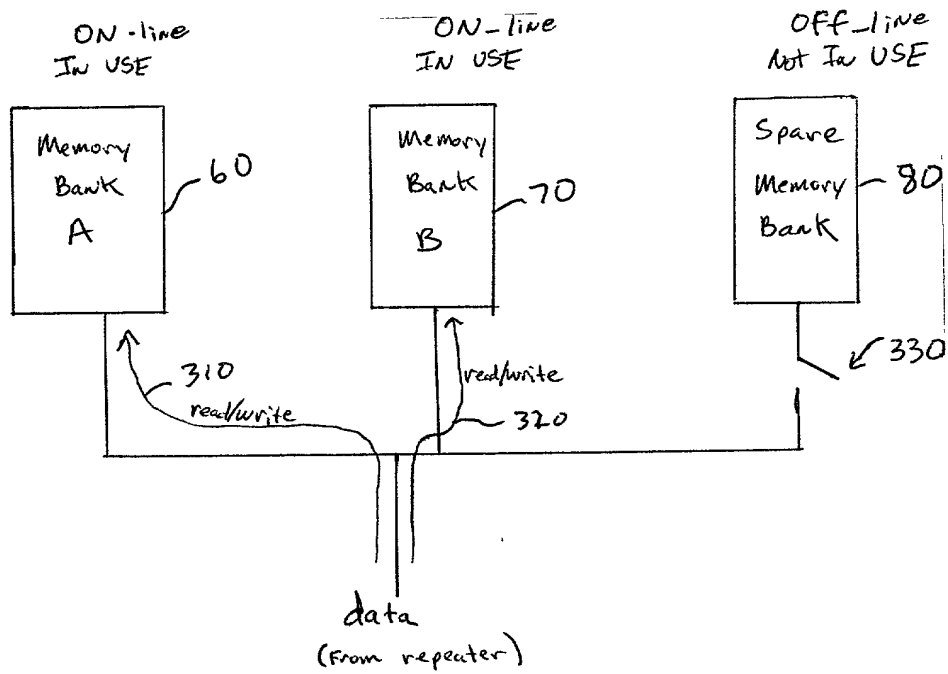 ON-line
IN USE
ON-line
IN USE
OFF-line
Not In USE
Memory
Bank
A
60
Memory
Bank
B
70
Spare
Memory
Bank
80
310
read/write
read/write
320
330
data
(From repeater)